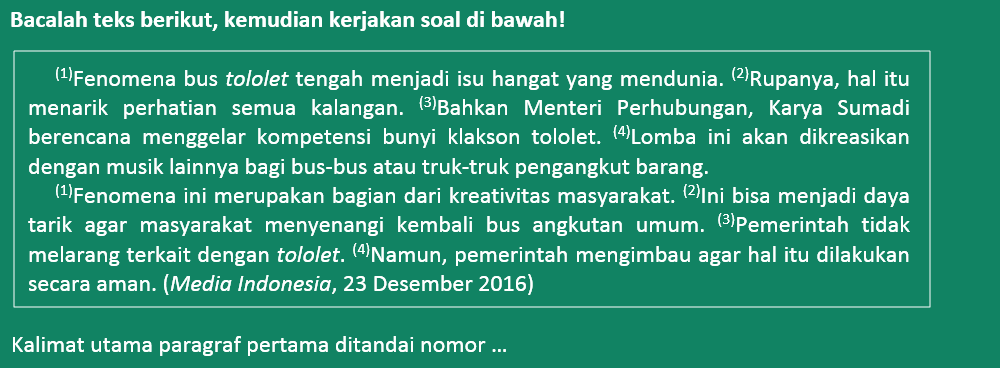 Bacalah teks berikut, kemudian kerjakan soal di bawah!
(1)Fenomena bus tololet tengah menjadi isu hangat yang mendunia. (2)Rupanya, hal itu
menarik perhatian semua kalangan. (3)Bahkan Menteri Perhubungan, Karya Sumadi
berencana menggelar kompetensi bunyi klakson tololet. (4)Lomba ini akan dikreasikan
dengan musik lainnya bagi bus-bus atau truk-truk pengangkut barang.
(1)Fenomena ini merupakan bagian dari kreativitas masyarakat. (2)Ini bisa menjadi daya
tarik agar masyarakat menyenangi kembali bus angkutan umum. (3)Pemerintah tidak
melarang terkait dengan tololet. (4)Namun, pemerintah mengimbau agar hal itu dilakukan
secara aman. (Media Indonesia, 23 Desember 2016)
Kalimat utama paragraf pertama ditandai nomor ...